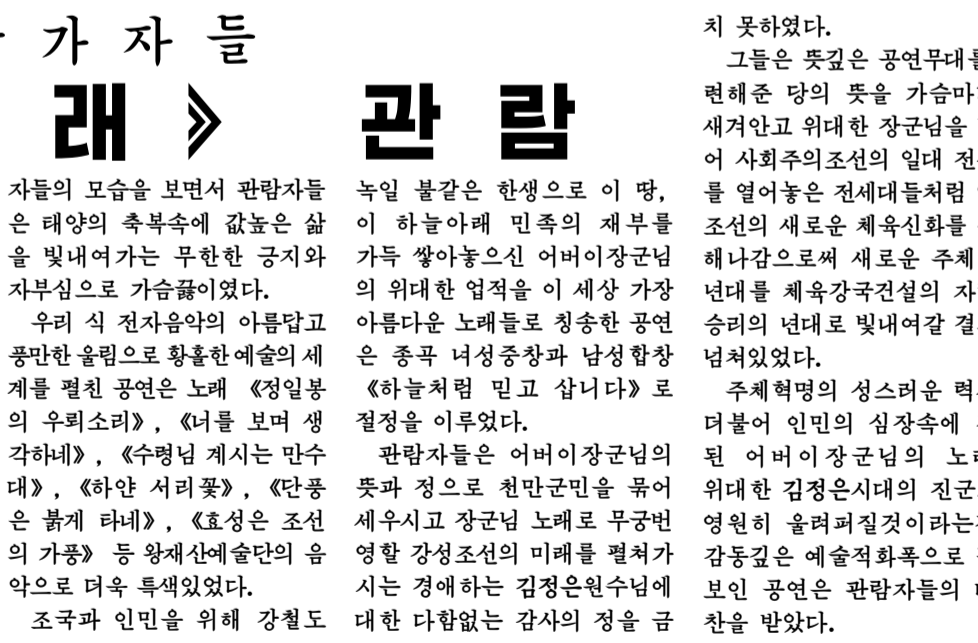 가 자 들
래》 관 람
자들의 모습을 보면서 관람자들
은 태양의 축복속에 값높은 삶
을 빛내여가는 무한한 긍지와
자부심으로 가슴끓이였다.
우리 식 전자음악의 아름답고
풍만한 울림으로 황홀한 예술의 세
계를 펼친 공연은 노래 《정일봉
의 우뢰소리》, 《너를 보며 생
각하네》, 《수령님 계시는 만수
대》, 《하얀 서리꽃》, 《단풍
은 붉게 타네》, 《효성은 조선
의 가풍》 등 왕재산예술단의 음
악으로 더욱 특색있었다.
조국과 인민을 위해 강철도
녹일 불같은 한생으로 이 땅,
이 하늘아래 민족의 재부를
가득 쌓아놓으신 어버이장군님
의 위대한 업적을 이 세상 가장
아름다운 노래들로 칭송한 공연
은 종곡 녀성중창과 남성합창
《하늘처럼 믿고 삽니다》로
절정을 이루었다.
관람자들은 어버이장군님의
뜻과 정으로 천만군민을 묶어
세우시고 장군님 노래로 무궁번
영할 강성조선의 미래를 펼쳐가
시는 경애하는 김정은원수님에
대한 다함없는 감사의 정을 금
치 못하였다.
그들은 뜻깊은 공연무대를
련해준 당의 뜻을 가슴마
새겨안고 위대한 장군님을
어 사회주의조선의 일대 전
를 열어놓은 전세대들처럼
조선의 새로운 체육신화를
해나감으로써 새로운 주체
년대를 체육강국건설의 자
승리의 년대로 빛내여갈 결
넘쳐있었다.
주체혁명의 성스러운 력
더불어 인민의 심장속에
된 어버이장군님의 노래
위대한 김정은시대의 진군
영원히 울려퍼질것이라는
감동깊은 예술적화폭으로
보인 공연은 관람자들의
찬을 받았다.